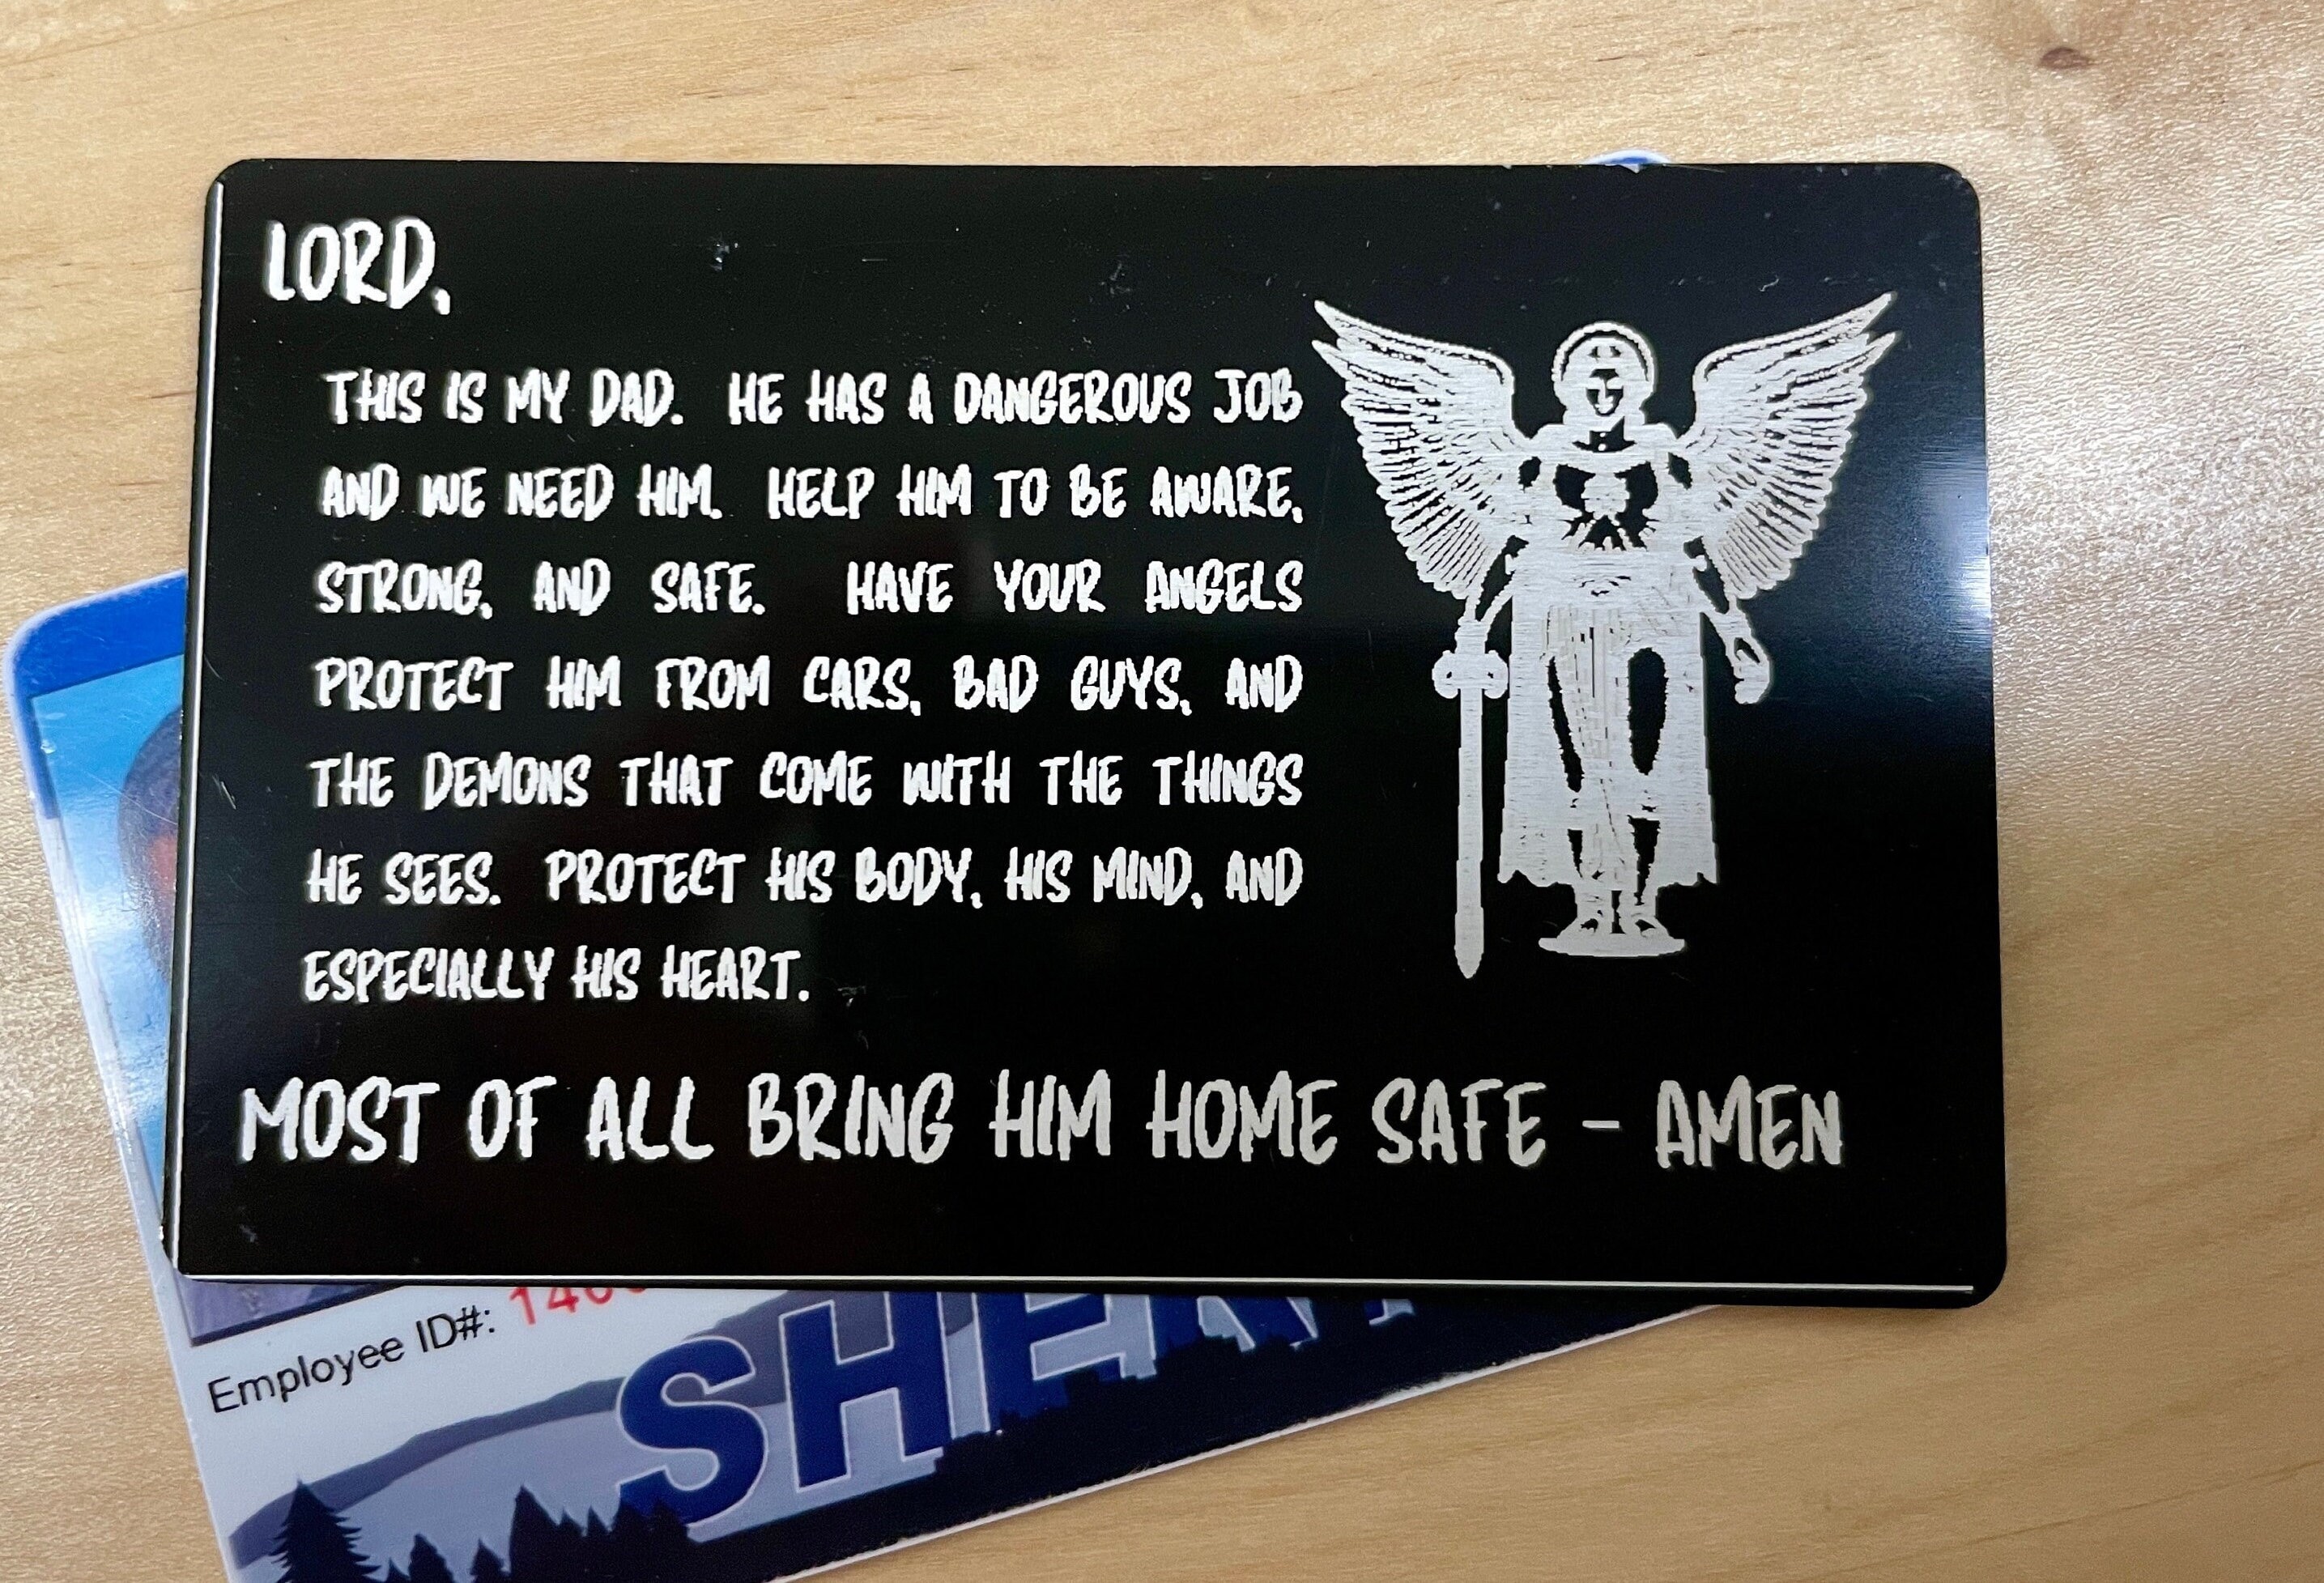 LORD,
THIS IS MY DAD. HE HAS A DANGEROUS JOB
AND WE NEED HIM. HELP HIM TO BE AWARE,
STRONG, AND SAFE. HAVE YOUR ANGELS
PROTECT HIM FROM CARS, BAD GUYS, AND
THE DEMONS THAT COME WITH THE THINGS
HE SEES. PROTECT HIS BODY, HIS MIND, AND
ESPECIALLY HIS HEART.
MOST OF ALL BRING HIM HOME SAFE - AMEN
Employee ID#: